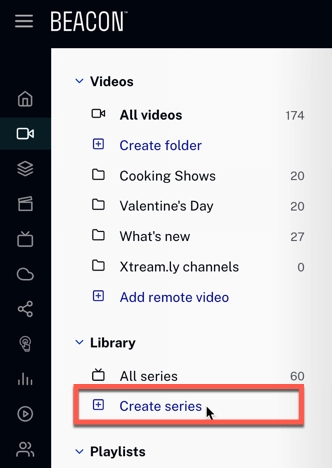 BEACON™
Videos
All videos 174
Create folder
Cooking Shows 20
Valentine's Day 20
What's new 27
Xtream.ly channels 0
Add remote video
Library
All series 60
Create series
Playlists